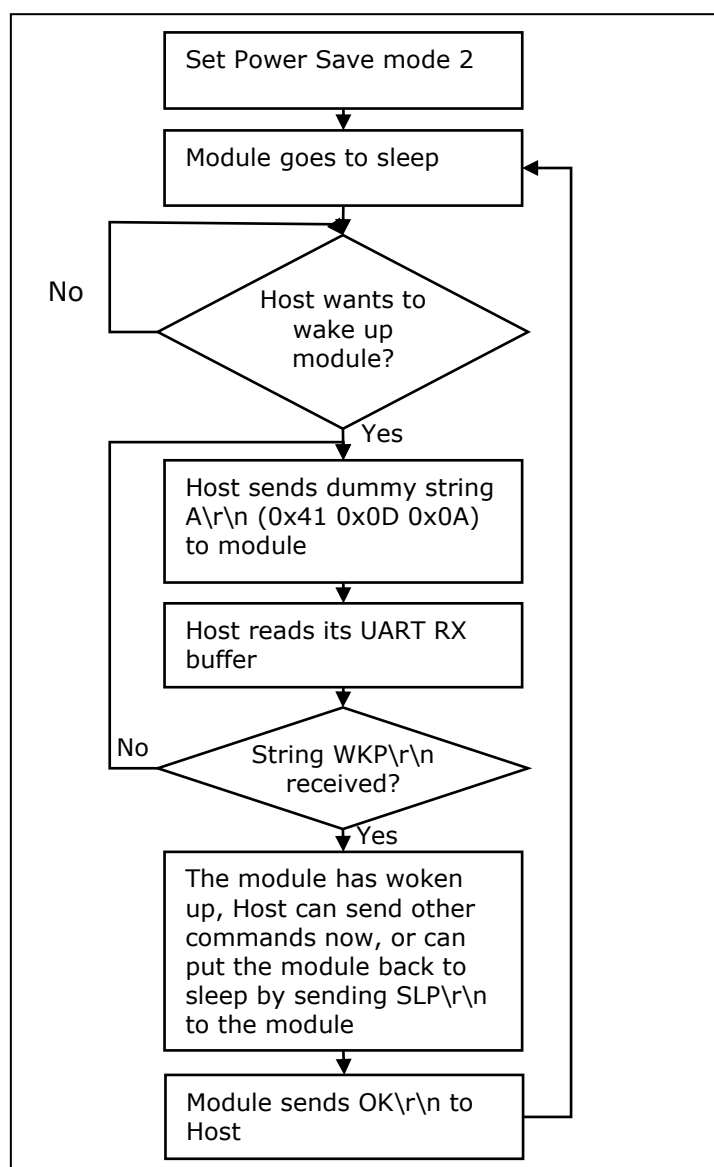 Set Power Save mode 2
Module goes to sleep
No
Host wants to
wake up
module?
Yes
Host sends dummy string
A\r\n (0x41 0x0D 0x0A)
to module
Host reads its UART RX
buffer
No
String WKP\r\n
received?
Yes
The module has woken
up, Host can send other
commands now, or can
put the module back to
sleep by sending SLP\r\n
to the module
Module sends OK\r\n to
Host